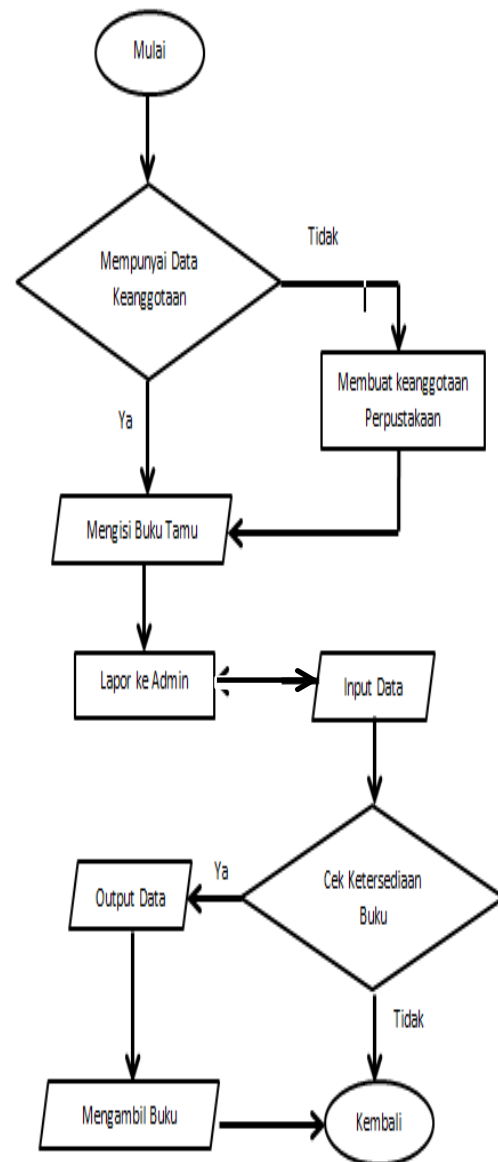 Mulai
Mempunyai Data
Keanggotaan
Tidak
Membuat keanggotaan
Perpustakaan
Ya
Mengisi Buku Tamu
Lapor ke Admin
Input Data
Cek Ketersediaan
Buku
Ya
Output Data
Tidak
Mengambil Buku
Kembali